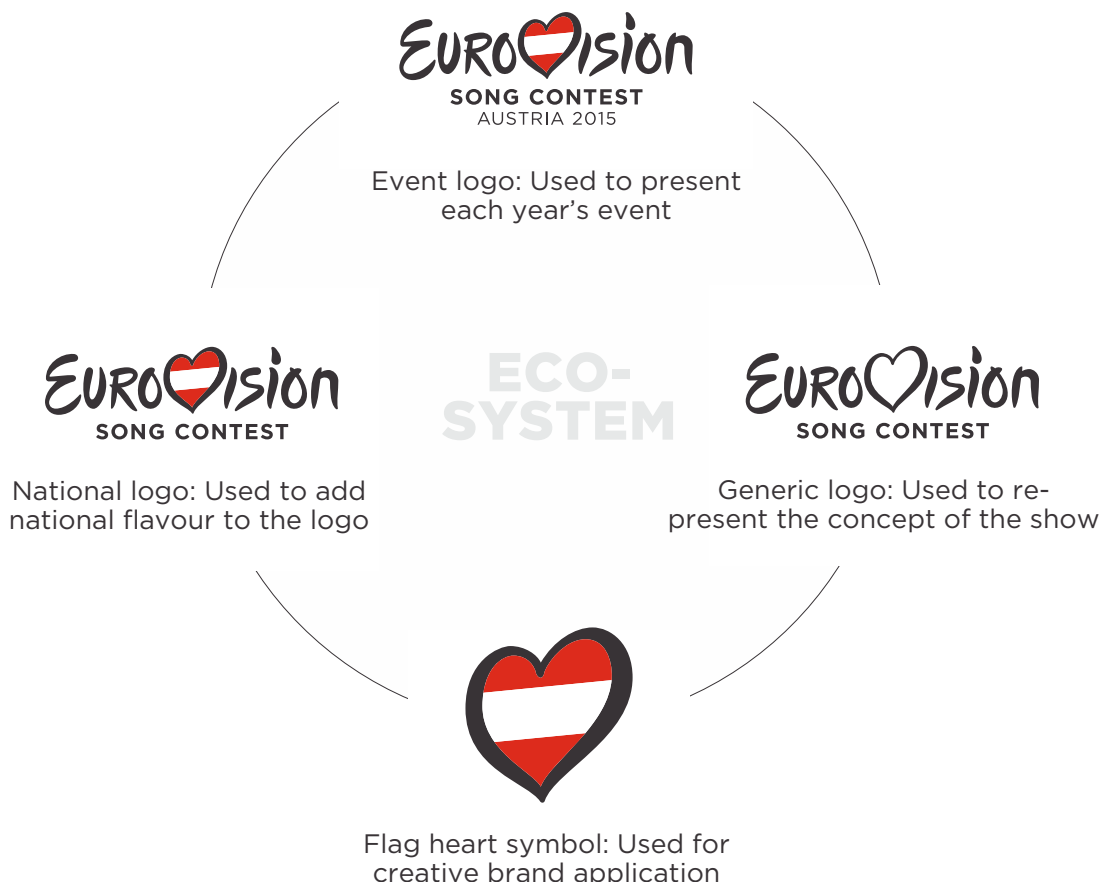 EUROVISION
SONG CONTEST
AUSTRIA 2015
Event logo: Used to present
each year’s event
EUROVISION
SONG CONTEST
National logo: Used to add
national flavour to the logo
ECO-
SYSTEM
EUROVISION
SONG CONTEST
Generic logo: Used to re-
present the concept of the show
Flag heart symbol: Used for
creative brand application